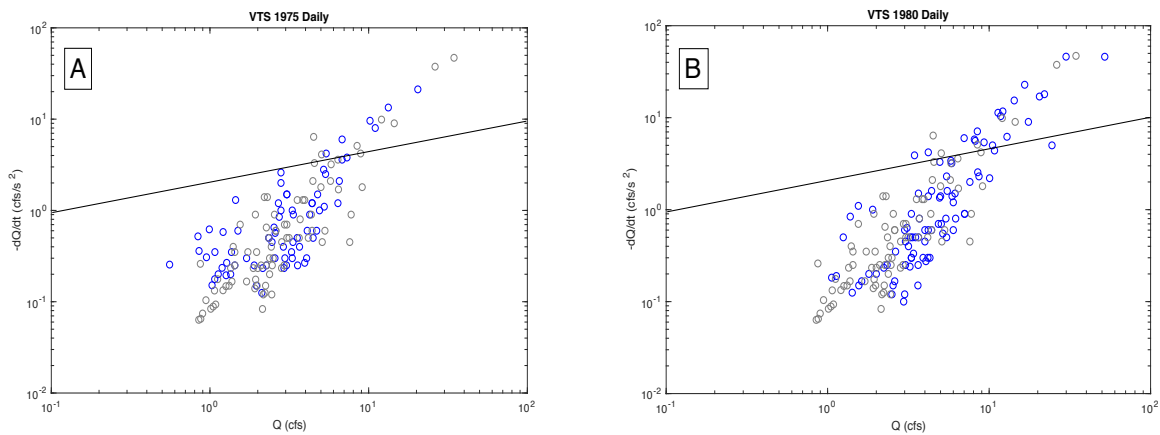 VTS 1975 Daily
A
10^2
10^1
10^0
10^-1
10^-2
-dQ/dt (cfs/s^2)
10^-1 10^0 10^1 10^2
Q (cfs)
VTS 1980 Daily
B
10^2
10^1
10^0
10^-1
10^-2
-dQ/dt (cfs/s^2)
10^-1 10^0 10^1 10^2
Q (cfs)